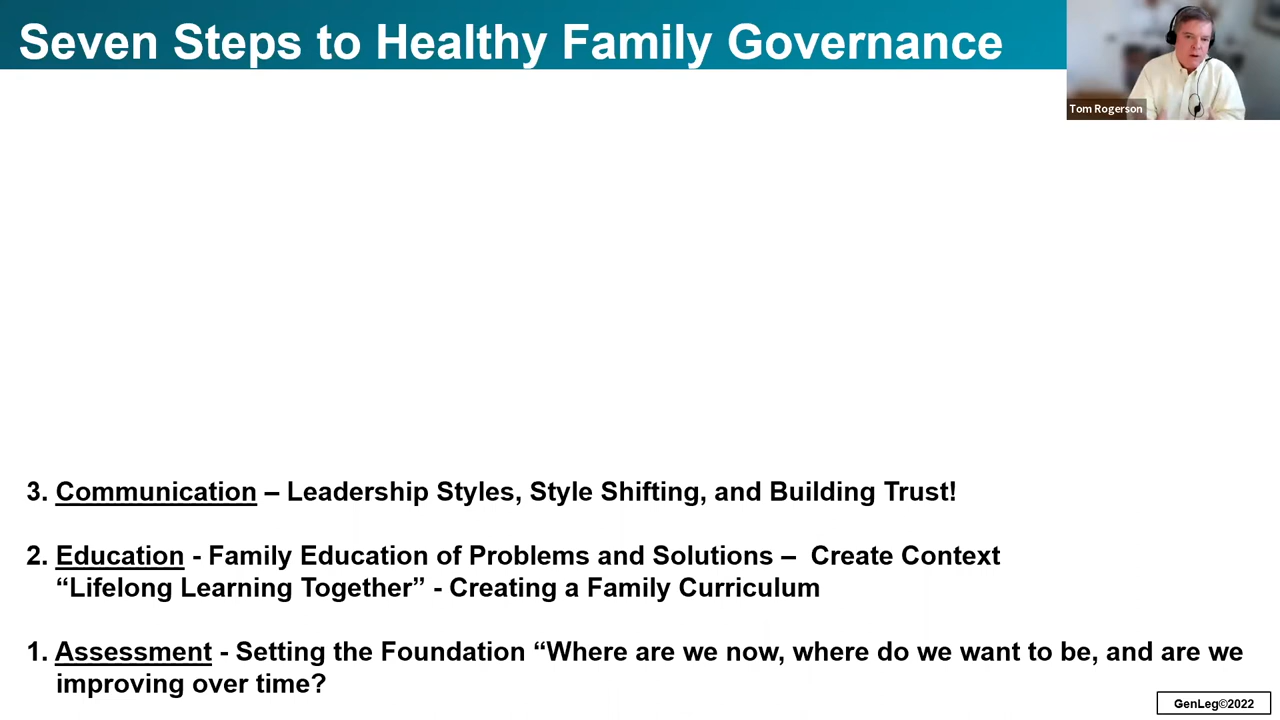 Seven Steps to Healthy Family Governance
Tom Rogerson
3. Communication – Leadership Styles, Style Shifting, and Building Trust!
2. Education - Family Education of Problems and Solutions – Create Context
“Lifelong Learning Together” - Creating a Family Curriculum
1. Assessment - Setting the Foundation “Where are we now, where do we want to be, and are we
improving over time?
GenLeg©2022